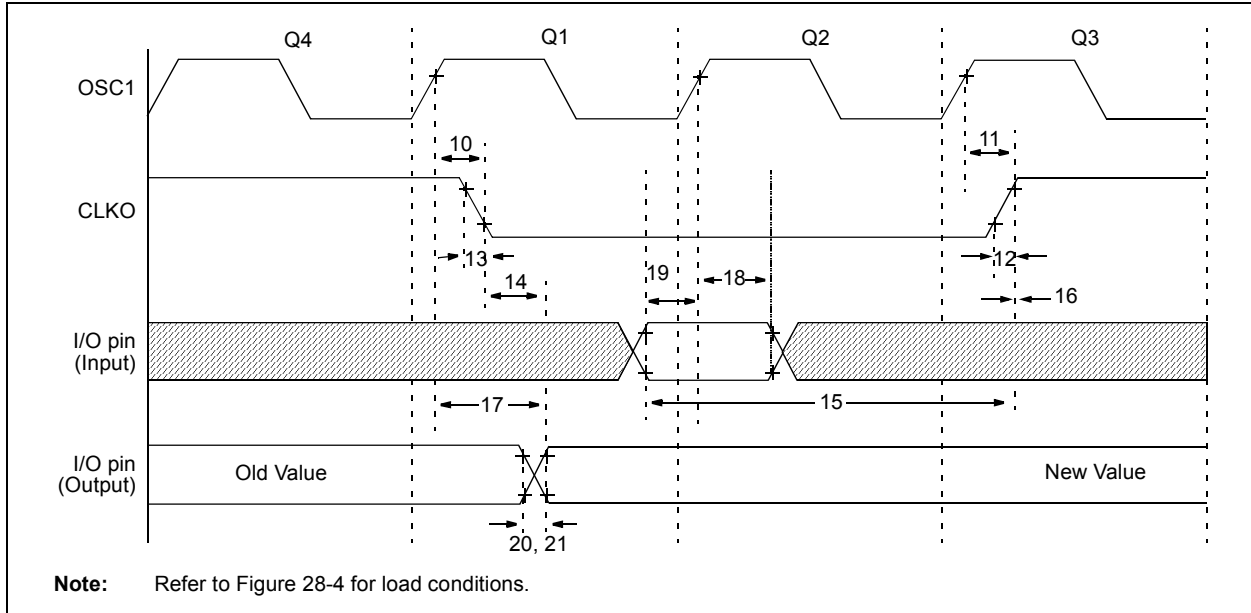 Q4 Q1 Q2 Q3
OSC1
10 11
CLKO
13 12
14 19 18 16
I/O pin
(Input)
17 15
I/O pin
(Output)
Old Value New Value
20, 21
Note: Refer to Figure 28-4 for load conditions.